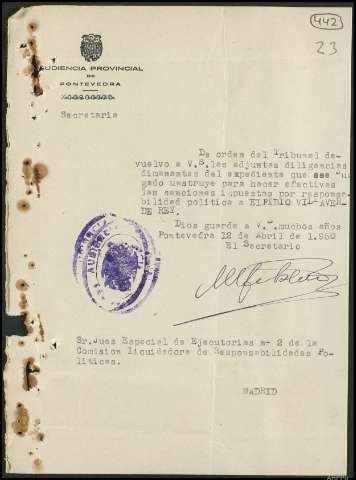 442
23
AUDIENCIA PROVINCIAL
DE
PONTEVEDRA
Secretaria
De orden del Tribunal de-
vuelvo a V.S. las adjuntas diligencias
dimanantes del expediente que ese Juz
gado unstruye para hacer efectivas
las sanciones impuestas por responsa-
bilidad politica a ELPIDIO VILLAVER-
DE REY.
Dios guarde a V. muchos años
Pontevedra 12 de Abril de 1.960
El Secretario
Sr. Juez Especial de Ejecutorias nº 2 de la
Comision Liquidadora de Responsabilidades Po-
liticas.
MADRID